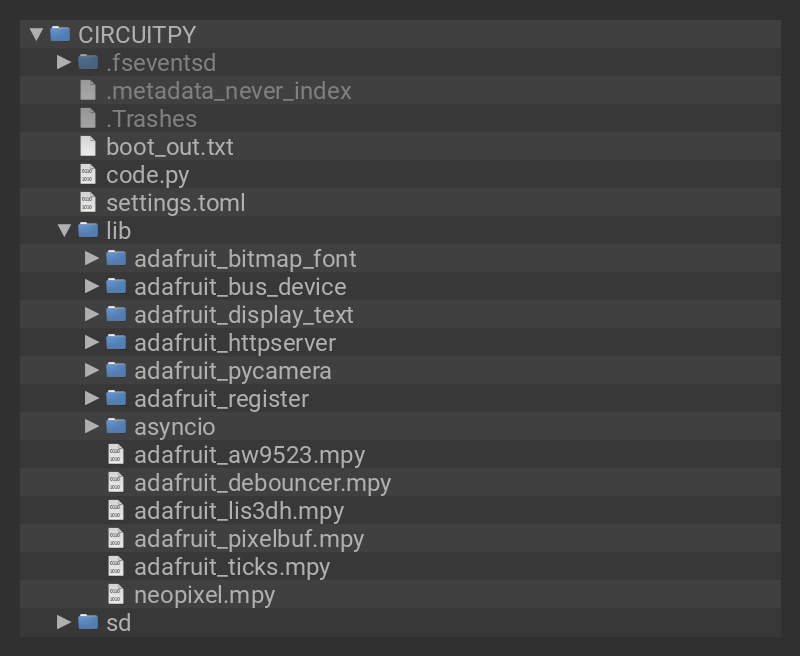 CIRCUITPY
.fseventsd
.metadata_never_index
.Trashes
boot_out.txt
code.py
settings.toml
lib
adafruit_bitmap_font
adafruit_bus_device
adafruit_display_text
adafruit_httpserver
adafruit_pycamera
adafruit_register
asyncio
adafruit_aw9523.mpy
adafruit_debouncer.mpy
adafruit_lis3dh.mpy
adafruit_pixelbuf.mpy
adafruit_ticks.mpy
neopixel.mpy
sd